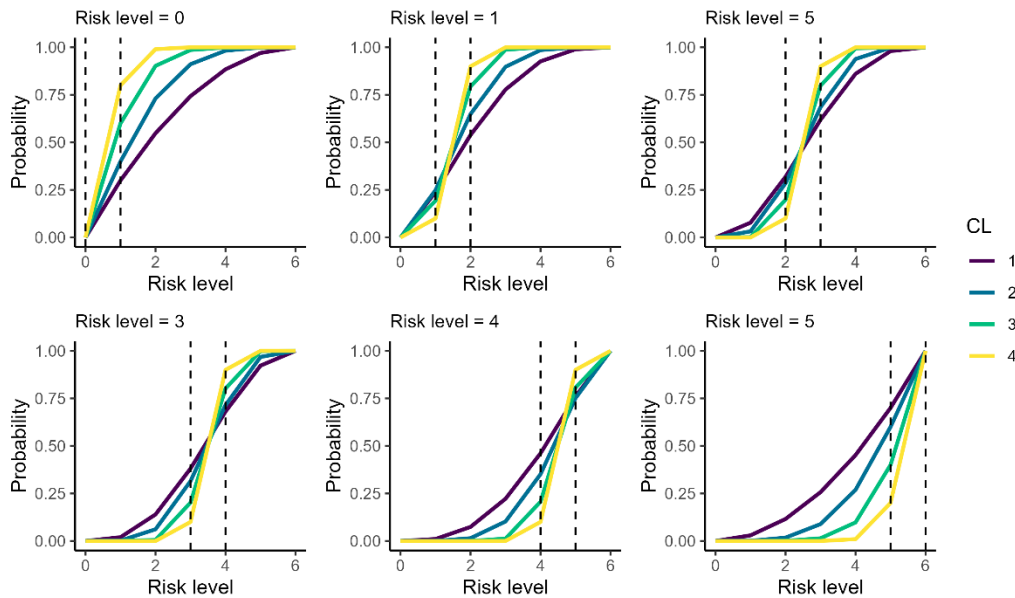 Risk level = 0
Risk level = 1
Risk level = 5
1.00
0.75
0.50
0.25
0.00
Probability
0 2 4 6
Risk level
1.00
0.75
0.50
0.25
0.00
Probability
0 2 4 6
Risk level
1.00
0.75
0.50
0.25
0.00
Probability
0 2 4 6
Risk level
CL
1
2
3
4
Risk level = 3
Risk level = 4
Risk level = 5
1.00
0.75
0.50
0.25
0.00
Probability
0 2 4 6
Risk level
1.00
0.75
0.50
0.25
0.00
Probability
0 2 4 6
Risk level
1.00
0.75
0.50
0.25
0.00
Probability
0 2 4 6
Risk level